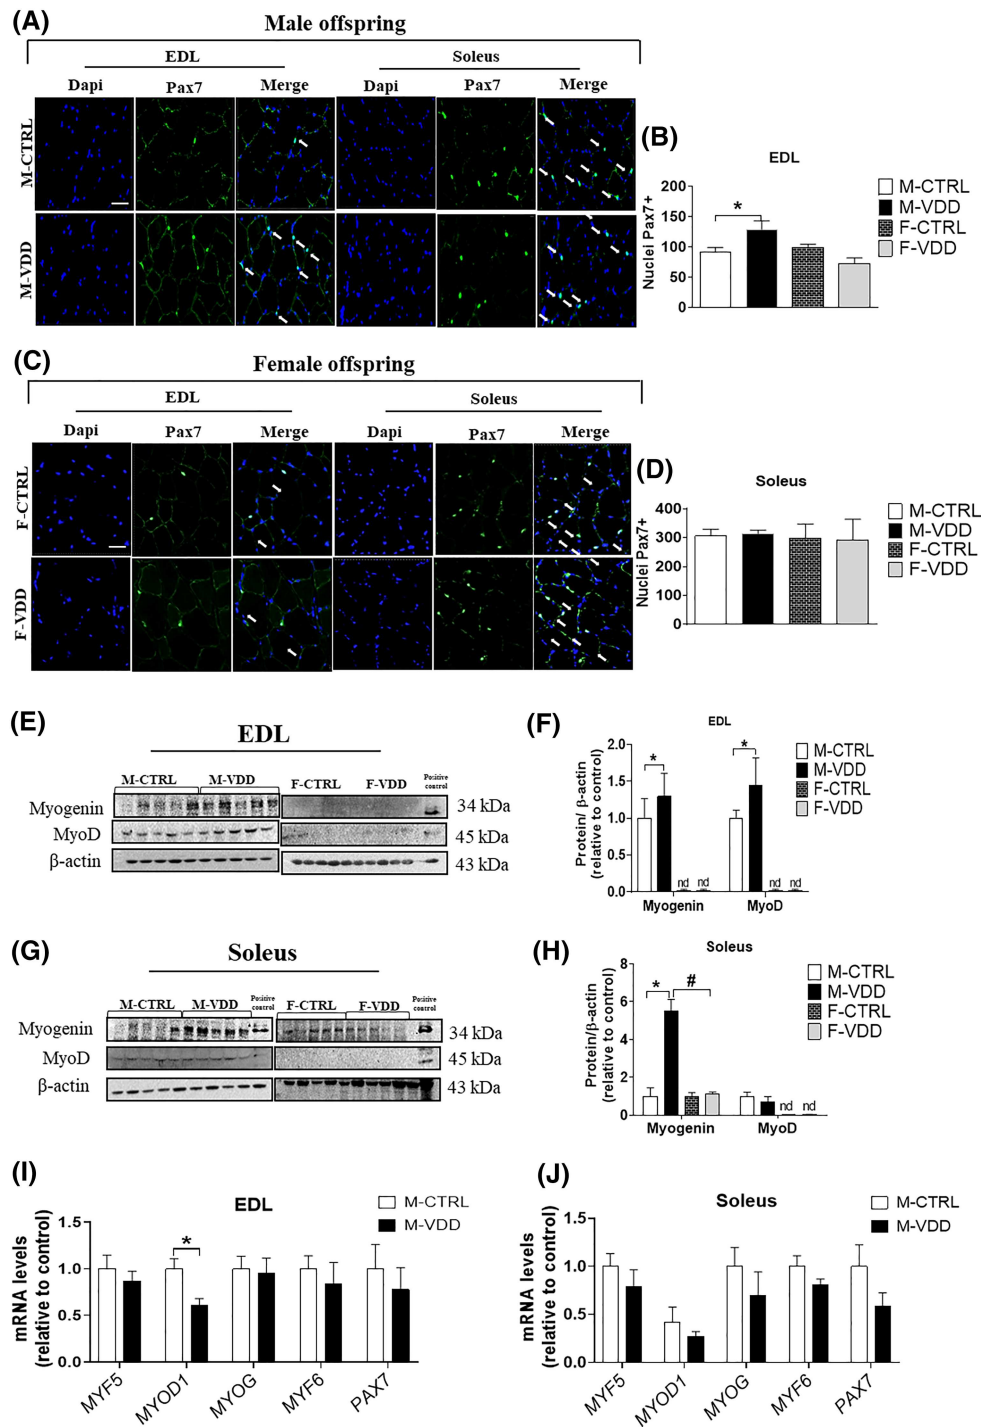 (A)
Male offspring
EDL
Soleus
Dapi
Pax7
Merge
Dapi
Pax7
Merge
M-CTRL
M-VDD
(B)
EDL
Nuclei Pax7+
200
150
100
50
0
*
M-CTRL
M-VDD
F-CTRL
F-VDD
(C)
Female offspring
EDL
Soleus
Dapi
Pax7
Merge
Dapi
Pax7
Merge
F-CTRL
F-VDD
(D)
Soleus
Nuclei Pax7+
400
300
200
100
0
M-CTRL
M-VDD
F-CTRL
F-VDD
(E)
EDL
M-CTRL
M-VDD
F-CTRL
F-VDD
Positive
control
Myogenin
34 kDa
MyoD
45 kDa
β-actin
43 kDa
(F)
EDL
Protein/ β-actin
(relative to control)
2.0
1.5
1.0
0.5
0.0
*
*
nd
nd
nd
nd
Myogenin
MyoD
M-CTRL
M-VDD
F-CTRL
F-VDD
(G)
Soleus
M-CTRL
M-VDD
Positive
control
F-CTRL
F-VDD
Positive
control
Myogenin
34 kDa
MyoD
45 kDa
β-actin
43 kDa
(H)
Soleus
Protein/β-actin
(relative to control)
8
6
4
2
0
*
#
nd
nd
Myogenin
MyoD
M-CTRL
M-VDD
F-CTRL
F-VDD
(I)
EDL
M-CTRL
M-VDD
mRNA levels
(relative to control)
1.5
1.0
0.5
0.0
*
MYF5
MYOD1
MYOG
MYF6
PAX7
(J)
Soleus
M-CTRL
M-VDD
mRNA levels
(relative to control)
1.5
1.0
0.5
0.0
MYF5
MYOD1
MYOG
MYF6
PAX7